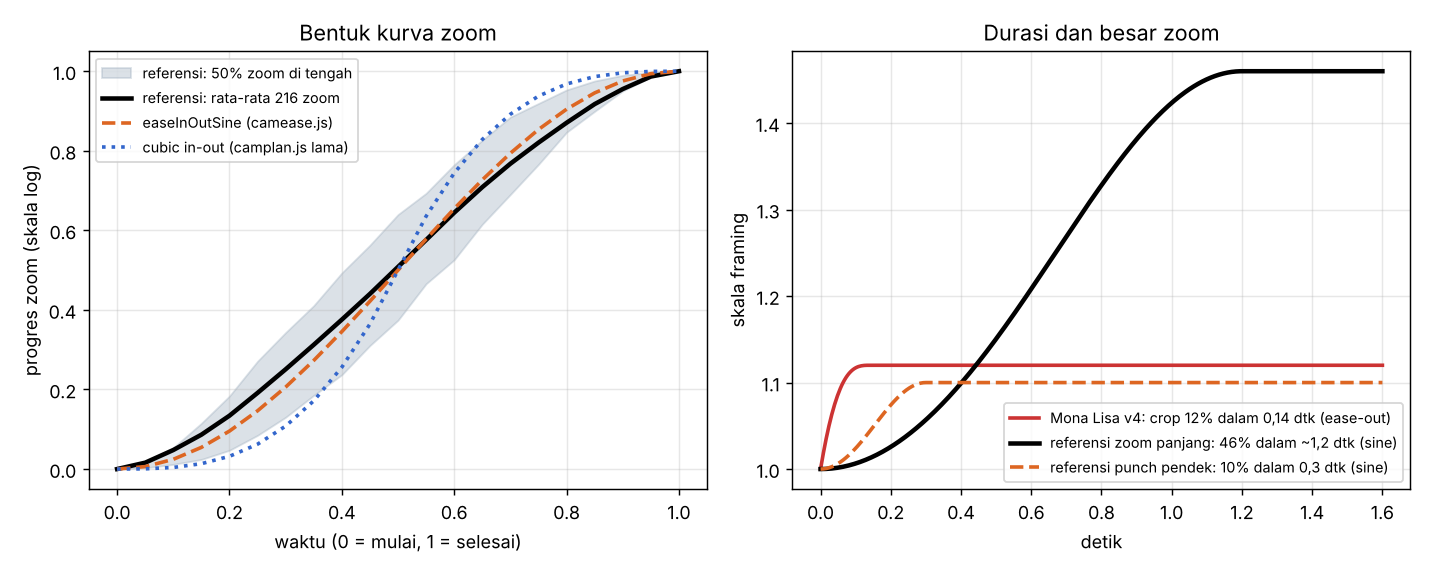 Bentuk kurva zoom
referensi: 50% zoom di tengah
referensi: rata-rata 216 zoom
easeInOutSine (camease.js)
cubic in-out (camplan.js lama)
progres zoom (skala log)
1.0
0.8
0.6
0.4
0.2
0.0
0.0 0.2 0.4 0.6 0.8 1.0
waktu (0 = mulai, 1 = selesai)
Durasi dan besar zoom
skala framing
1.4
1.3
1.2
1.1
1.0
Mona Lisa v4: crop 12% dalam 0,14 dtk (ease-out)
referensi zoom panjang: 46% dalam ~1,2 dtk (sine)
referensi punch pendek: 10% dalam 0,3 dtk (sine)
0.0 0.2 0.4 0.6 0.8 1.0 1.2 1.4 1.6
detik